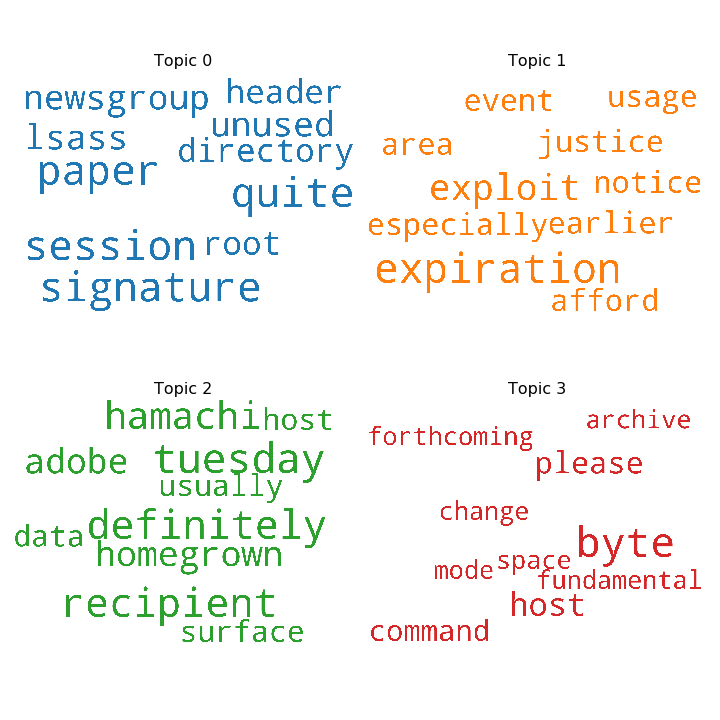 Topic 0
newsgroup header
lsass unused
directory
paper
quite
session root
signature
Topic 1
event usage
area justice
exploit notice
especially earlier
expiration
afford
Topic 2
hamachi host
adobe tuesday
usually
data definitely
homegrown
recipient
surface
Topic 3
archive
forthcoming
please
change
byte
mode space
fundamental
host
command